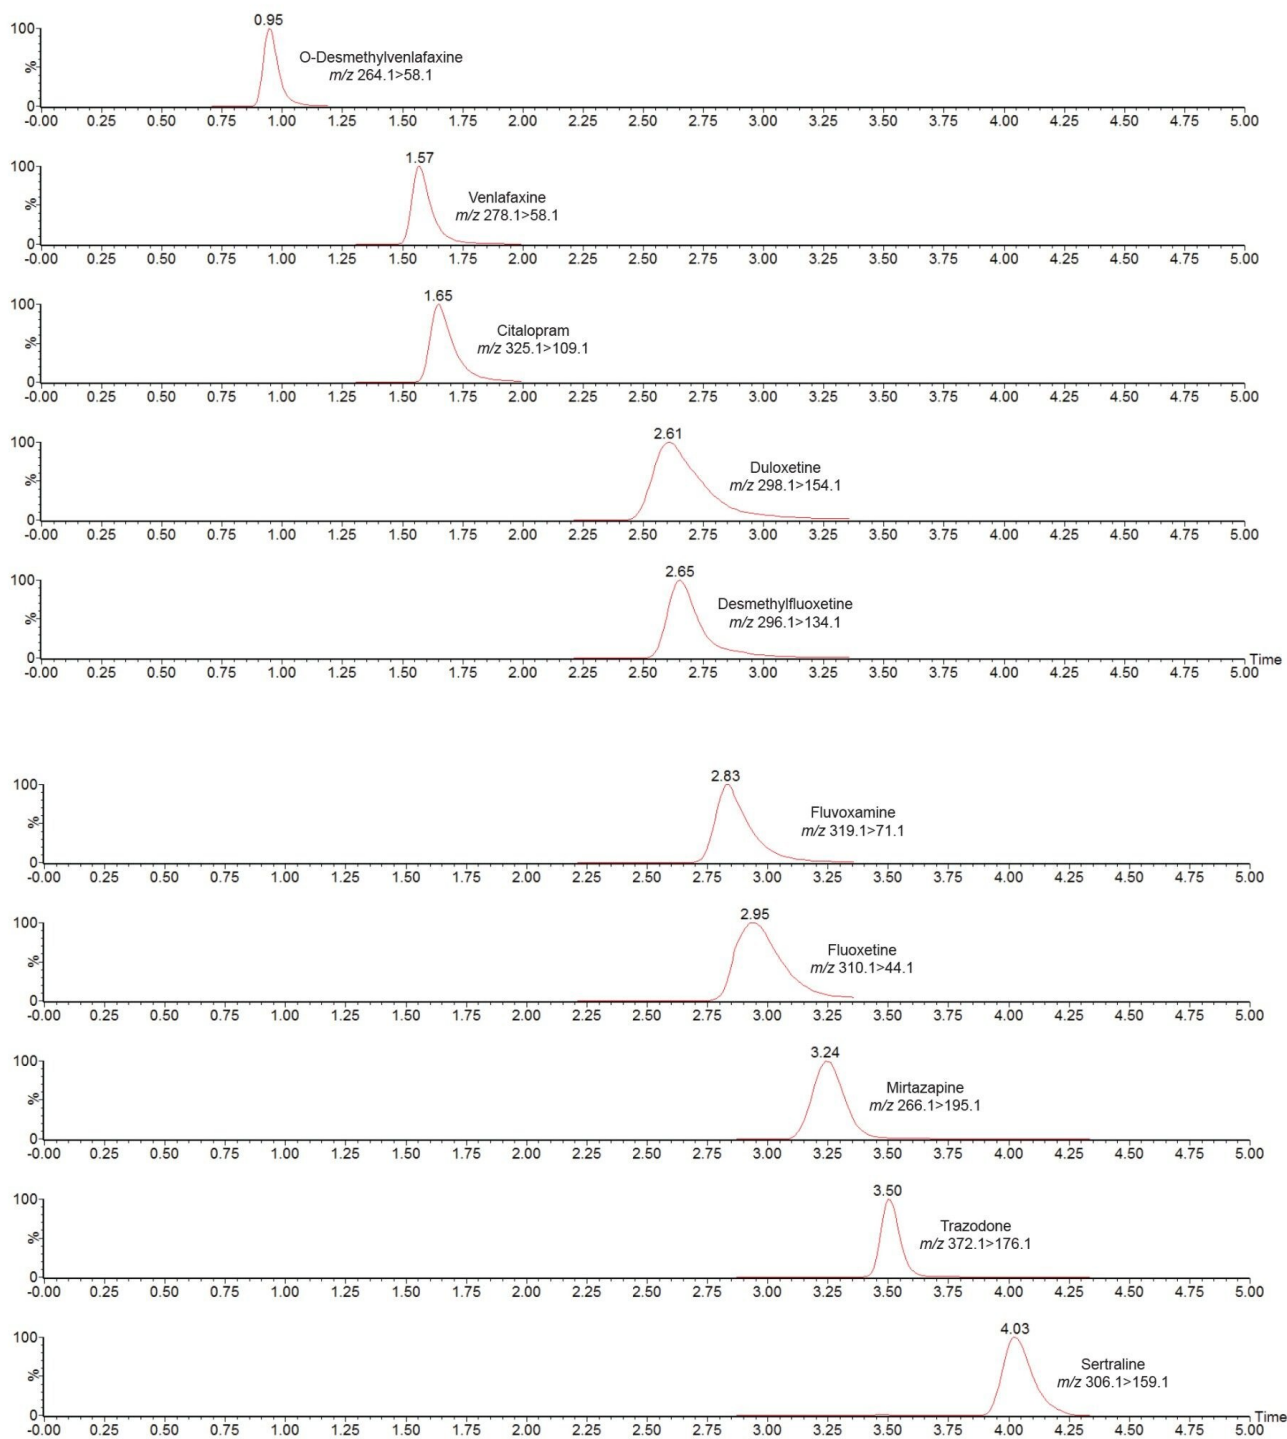 0.95
100
O-Desmethylvenlafaxine
m/z 264.1>58.1
%
0
-0.00 0.25 0.50 0.75 1.00 1.25 1.50 1.75 2.00 2.25 2.50 2.75 3.00 3.25 3.50 3.75 4.00 4.25 4.50 4.75 5.00
1.57
100
Venlafaxine
m/z 278.1>58.1
%
0
-0.00 0.25 0.50 0.75 1.00 1.25 1.50 1.75 2.00 2.25 2.50 2.75 3.00 3.25 3.50 3.75 4.00 4.25 4.50 4.75 5.00
1.65
100
Citalopram
m/z 325.1>109.1
%
0
-0.00 0.25 0.50 0.75 1.00 1.25 1.50 1.75 2.00 2.25 2.50 2.75 3.00 3.25 3.50 3.75 4.00 4.25 4.50 4.75 5.00
2.61
100
Duloxetine
m/z 298.1>154.1
%
0
-0.00 0.25 0.50 0.75 1.00 1.25 1.50 1.75 2.00 2.25 2.50 2.75 3.00 3.25 3.50 3.75 4.00 4.25 4.50 4.75 5.00
2.65
100
Desmethylfluoxetine
m/z 296.1>134.1
%
0
Time
-0.00 0.25 0.50 0.75 1.00 1.25 1.50 1.75 2.00 2.25 2.50 2.75 3.00 3.25 3.50 3.75 4.00 4.25 4.50 4.75 5.00
2.83
100
Fluvoxamine
m/z 319.1>71.1
%
0
-0.00 0.25 0.50 0.75 1.00 1.25 1.50 1.75 2.00 2.25 2.50 2.75 3.00 3.25 3.50 3.75 4.00 4.25 4.50 4.75 5.00
2.95
100
Fluoxetine
m/z 310.1>44.1
%
0
-0.00 0.25 0.50 0.75 1.00 1.25 1.50 1.75 2.00 2.25 2.50 2.75 3.00 3.25 3.50 3.75 4.00 4.25 4.50 4.75 5.00
3.24
100
Mirtazapine
m/z 266.1>195.1
%
0
-0.00 0.25 0.50 0.75 1.00 1.25 1.50 1.75 2.00 2.25 2.50 2.75 3.00 3.25 3.50 3.75 4.00 4.25 4.50 4.75 5.00
3.50
100
Trazodone
m/z 372.1>176.1
%
0
-0.00 0.25 0.50 0.75 1.00 1.25 1.50 1.75 2.00 2.25 2.50 2.75 3.00 3.25 3.50 3.75 4.00 4.25 4.50 4.75 5.00
4.03
100
Sertraline
m/z 306.1>159.1
%
0
Time
-0.00 0.25 0.50 0.75 1.00 1.25 1.50 1.75 2.00 2.25 2.50 2.75 3.00 3.25 3.50 3.75 4.00 4.25 4.50 4.75 5.00